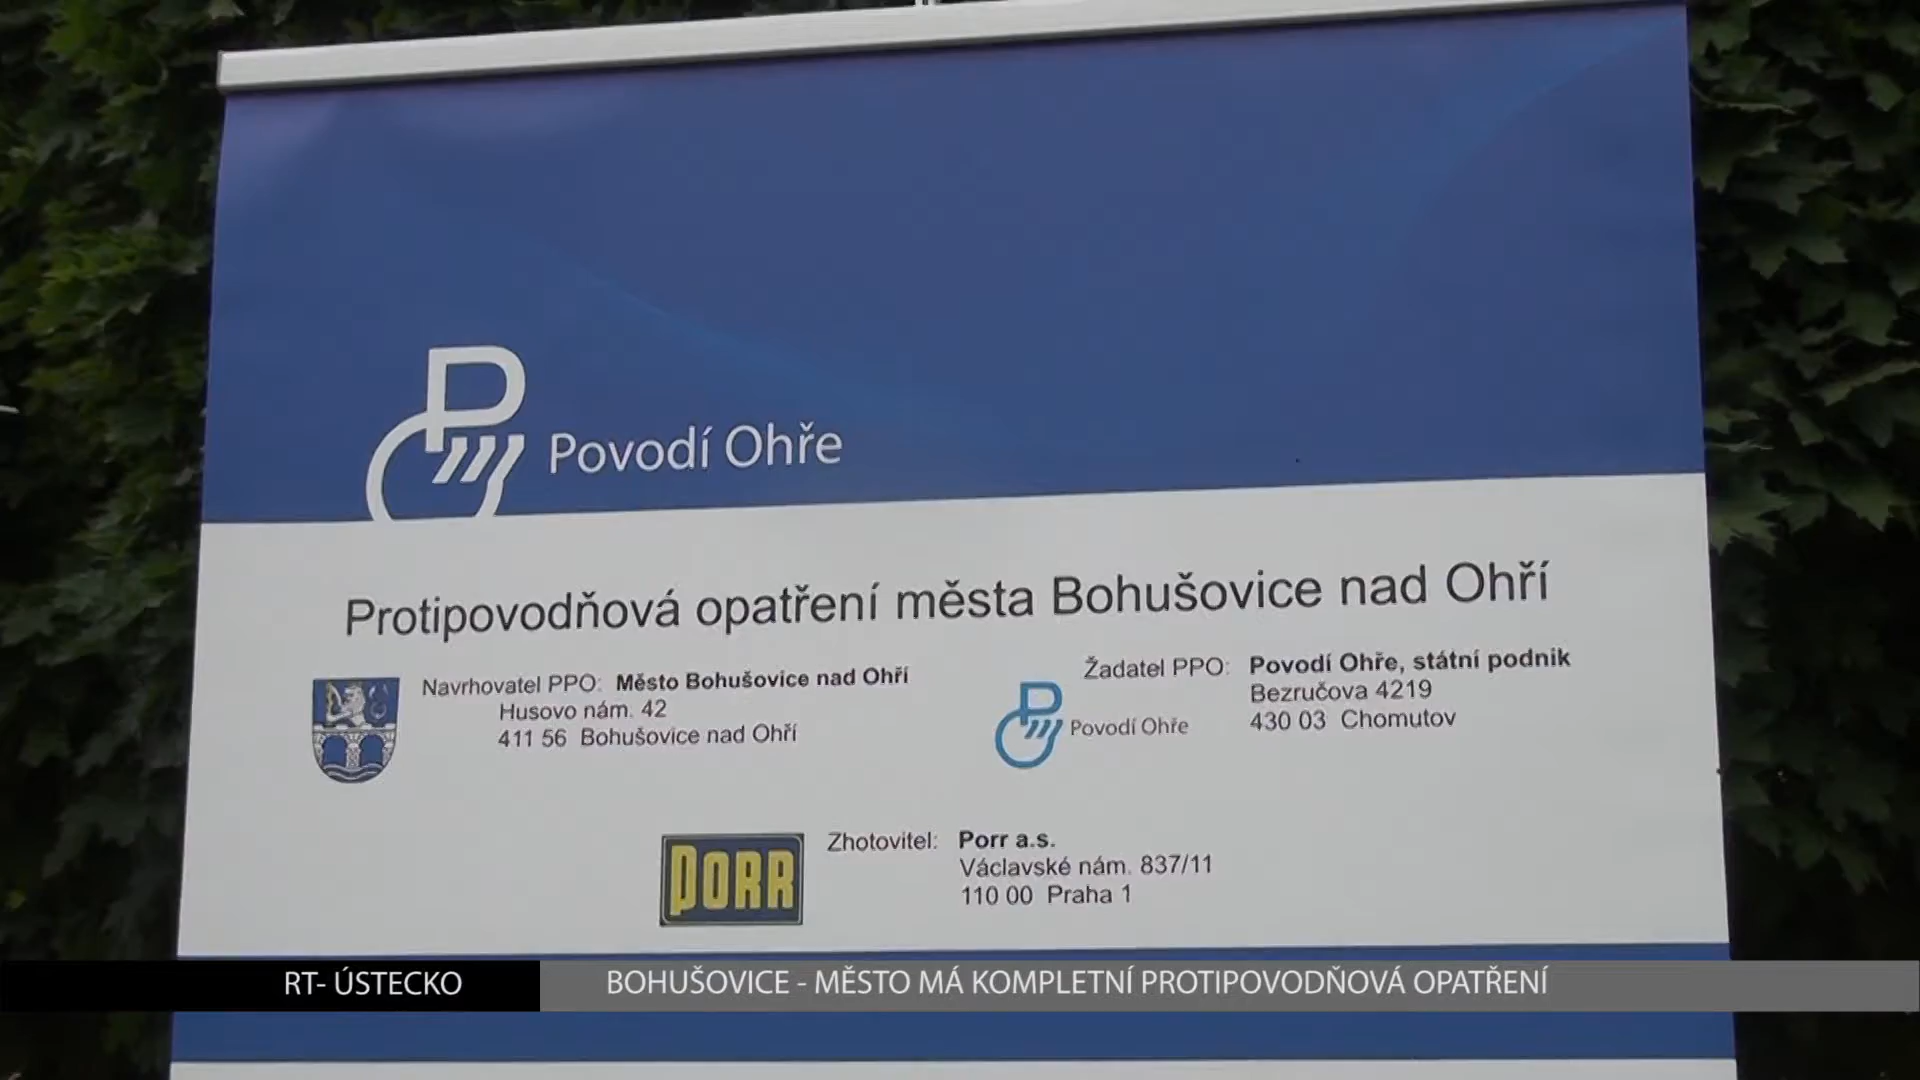 Povodí Ohře
Protipovodňová opatření města Bohušovice nad Ohří
Navrhovatel PPO: Město Bohušovice nad Ohří
Husovo nám. 42
411 56 Bohušovice nad Ohří
Povodí Ohře
Žadatel PPO: Povodí Ohře, státní podnik
Bezručova 4219
430 03 Chomutov
PORR
Zhotovitel: Porr a.s.
Václavské nám. 837/11
110 00 Praha 1
RT- ÚSTECKO
BOHUŠOVICE - MĚSTO MÁ KOMPLETNÍ PROTIPOVODŇOVÁ OPATŘENÍ